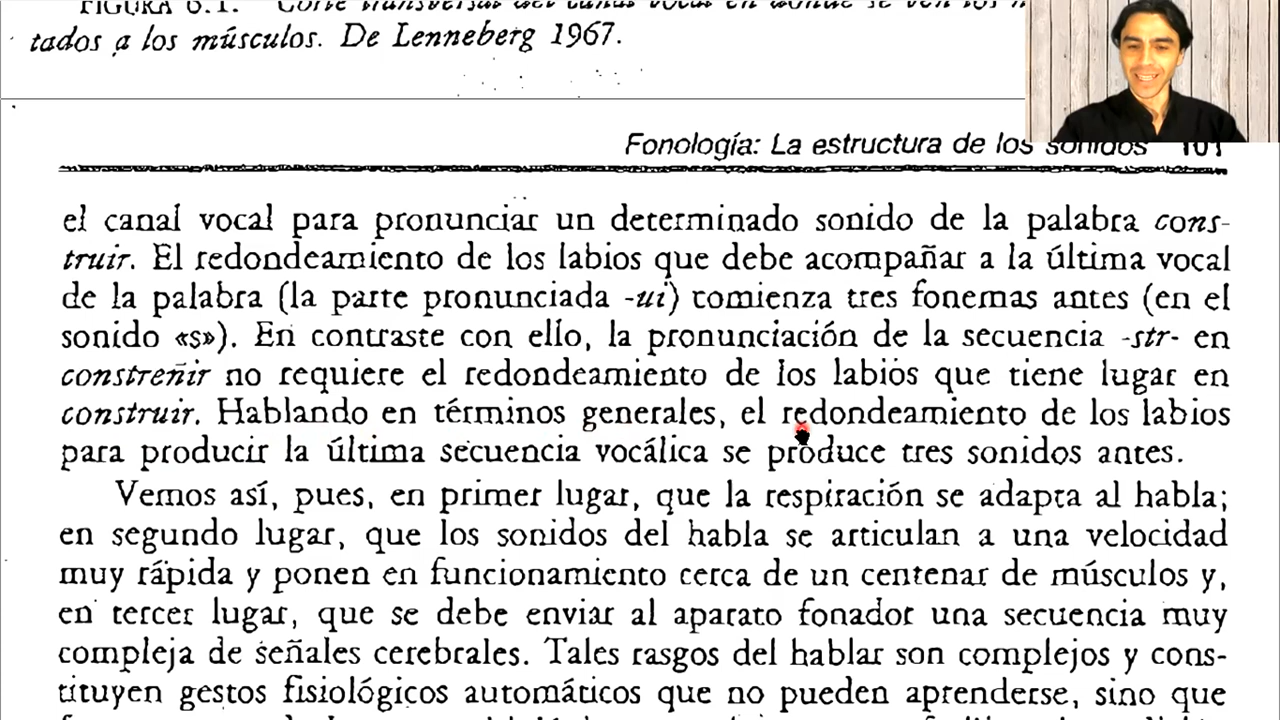 tados a los músculos. De Lenneberg 1967.
Fonología: La estructura de los sonidos 101
el canal vocal para pronunciar un determinado sonido de la palabra cons-
truir. El redondeamiento de los labios que debe acompañar a la última vocal
de la palabra (la parte pronunciada -ui) comienza tres fonemas antes (en el
sonido «s»). En contraste con ello, la pronunciación de la secuencia -str- en
constreñir no requiere el redondeamiento de los labios que tiene lugar en
construir. Hablando en términos generales, el redondeamiento de los labios
para producir la última secuencia vocálica se produce tres sonidos antes.
Vemos así, pues, en primer lugar, que la respiración se adapta al habla;
en segundo lugar, que los sonidos del habla se articulan a una velocidad
muy rápida y ponen en funcionamiento cerca de un centenar de músculos y,
en tercer lugar, que se debe enviar al aparato fonador una secuencia muy
compleja de señales cerebrales. Tales rasgos del hablar son complejos y cons-
tituyen gestos fisiológicos automáticos que no pueden aprenderse, sino que